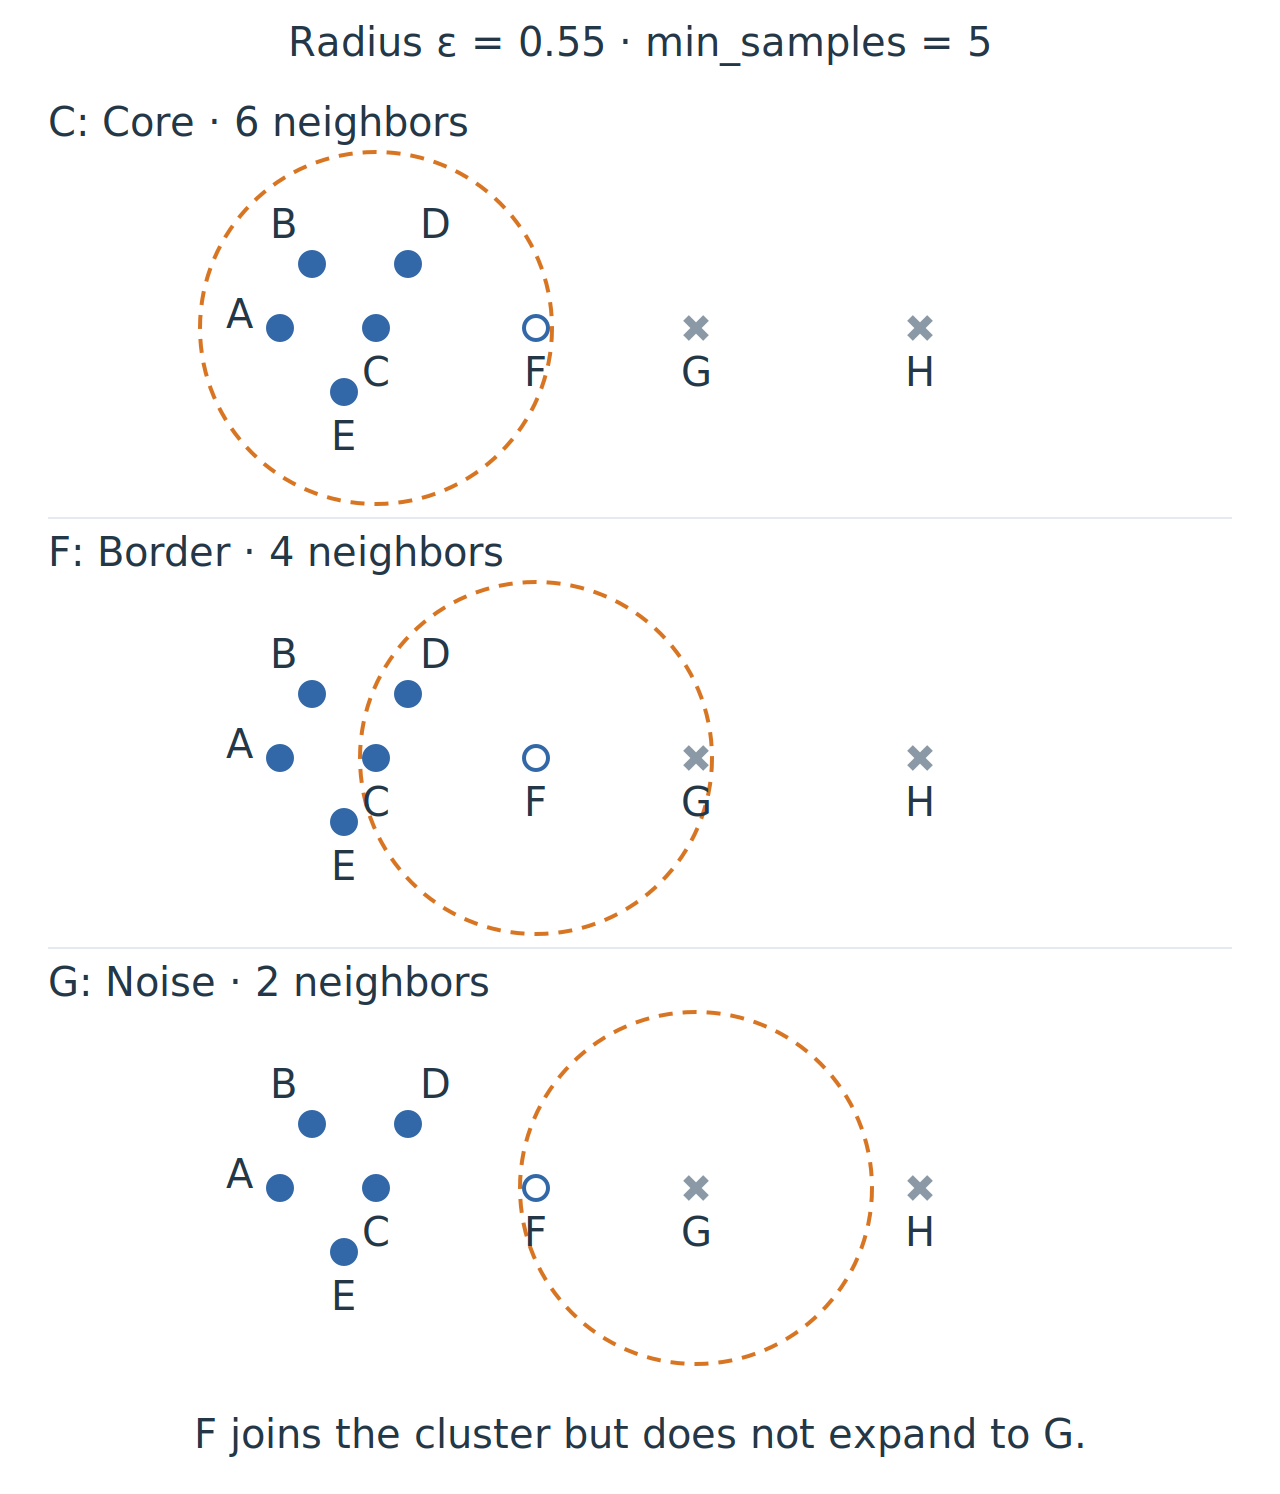 Radius ε = 0.55 · min_samples = 5
C: Core · 6 neighbors
B D
A
C F G H
E
F: Border · 4 neighbors
B D
A
C F G H
E
G: Noise · 2 neighbors
B D
A
C F G H
E
F joins the cluster but does not expand to G.